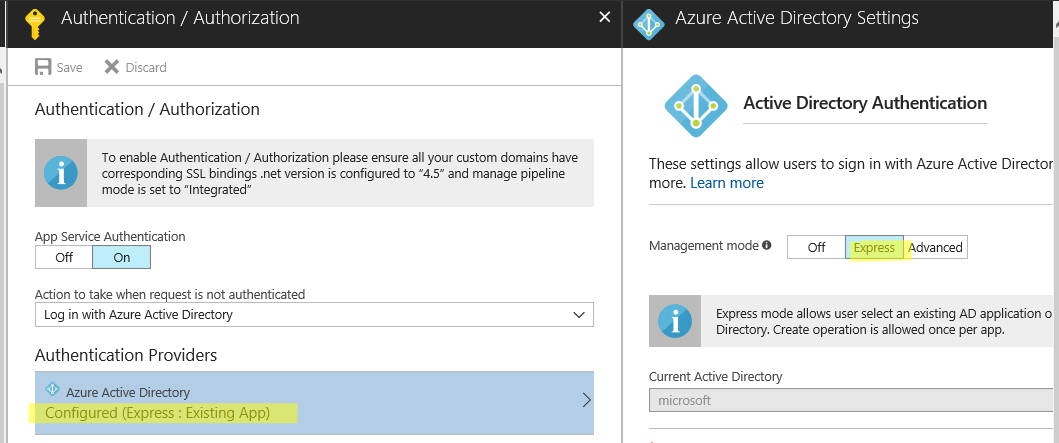 Authentication / Authorization
Save
Discard
Authentication / Authorization
To enable Authentication / Authorization please ensure all your custom domains have
corresponding SSL bindings .net version is configured to "4.5" and manage pipeline
mode is set to "Integrated"
App Service Authentication
Off
On
Action to take when request is not authenticated
Log in with Azure Active Directory
Authentication Providers
Azure Active Directory
Configured (Express : Existing App)
Azure Active Directory Settings
Active Directory Authentication
These settings allow users to sign in with Azure Active Director
more. Learn more
Management mode
Off
Express
Advanced
Express mode allows user select an existing AD application o
Directory. Create operation is allowed once per app.
Current Active Directory
microsoft